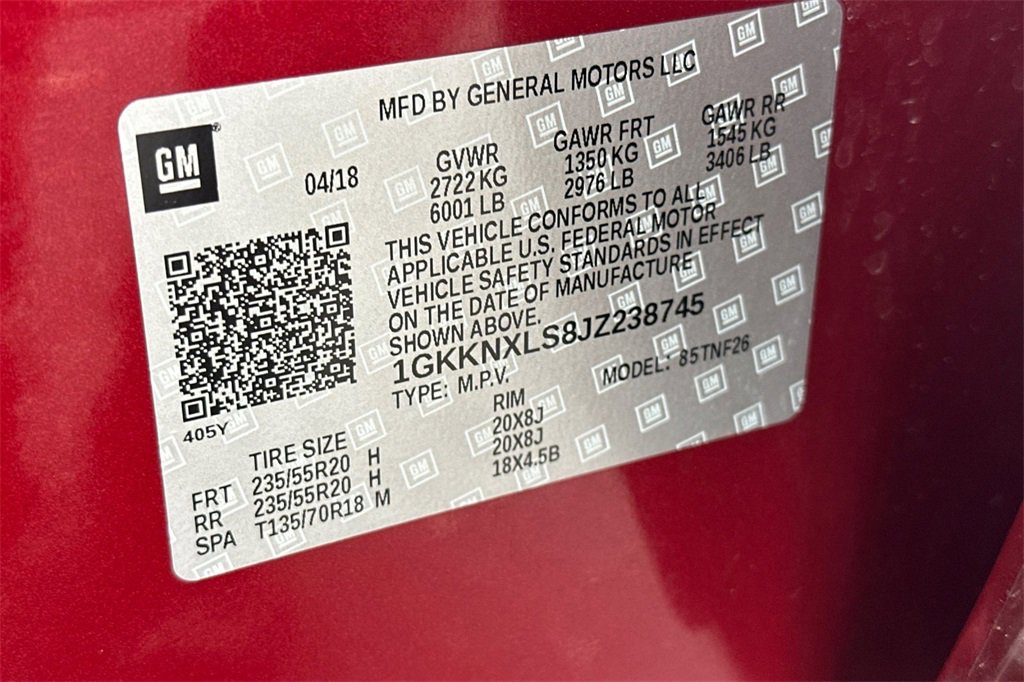 MFD BY GENERAL MOTORS LLC
GM
®
04/18
GVWR GAWR FRT GAWR RR
2722 KG 1350 KG 1545 KG
6001 LB 2976 LB 3406 LB
THIS VEHICLE CONFORMS TO ALL
APPLICABLE U.S. FEDERAL MOTOR
VEHICLE SAFETY STANDARDS IN EFFECT
ON THE DATE OF MANUFACTURE
SHOWN ABOVE.
1GKKNXLS8JZ238745
TYPE: M.P.V. MODEL: 85TNF26
405Y
TIRE SIZE RIM
FRT 235/55R20 H 20X8J
RR 235/55R20 H 20X8J
SPA T135/70R18 M 18X4.5B